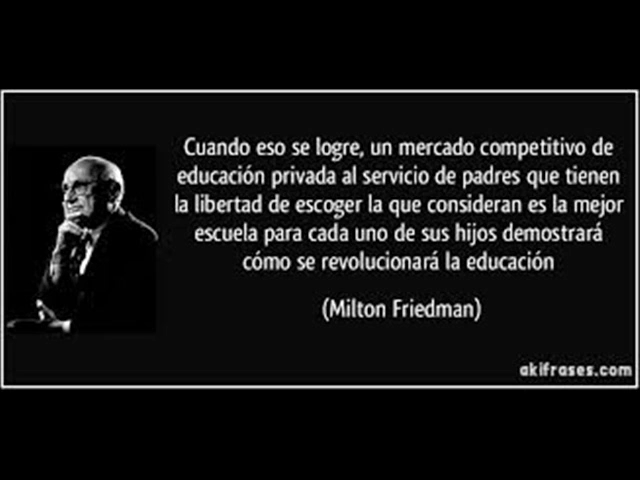 Cuando eso se logre, un mercado competitivo de
educación privada al servicio de padres que tienen
la libertad de escoger la que consideran es la mejor
escuela para cada uno de sus hijos demostrará
cómo se revolucionará la educación
(Milton Friedman)
akifrases.com